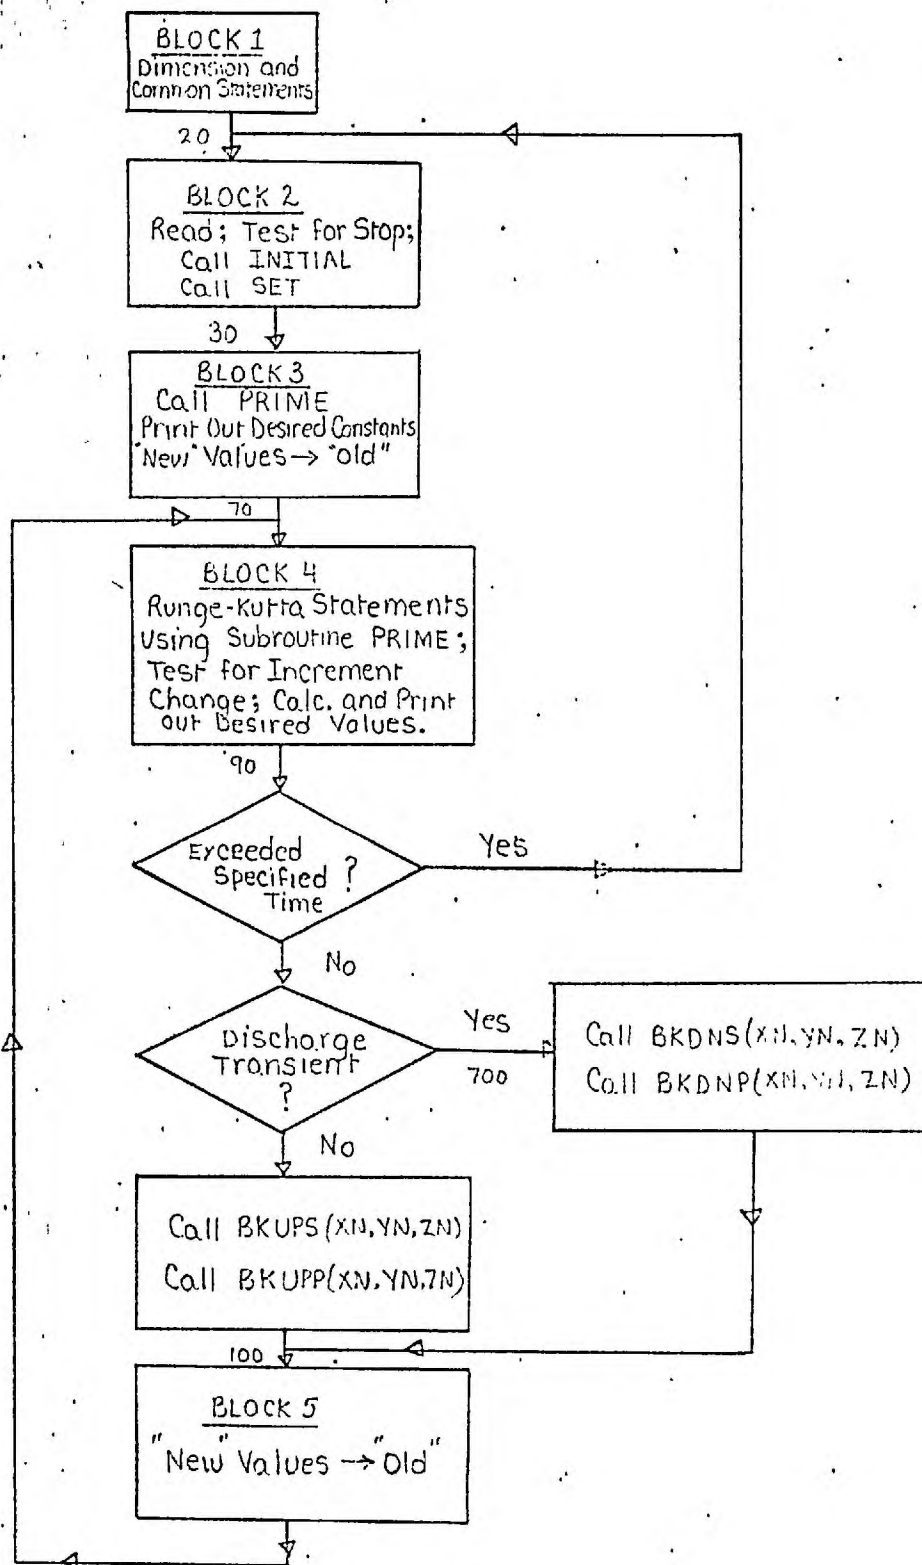 BLOCK 1
Dimension and
Common Statements
20
BLOCK 2
Read; Test for Stop;
Call INITIAL
Call SET
30
BLOCK 3
Call PRIME
Print Out Desired Constants
"New" Values → "Old"
70
BLOCK 4
Runge-Kutta Statements
Using Subroutine PRIME;
Test for Increment
Change; Calc. and Print
out Desired Values.
90
Exceeded
Specified ?
Time
Yes
No
Discharge
Transient
?
Yes
700
Call BKDNS(XN,YN,ZN)
Call BKDNP(XN,YN,ZN)
No
Call BKUPS(XN,YN,ZN)
Call BKUPP(XN,YN,ZN)
100
BLOCK 5
"New" Values → "Old"